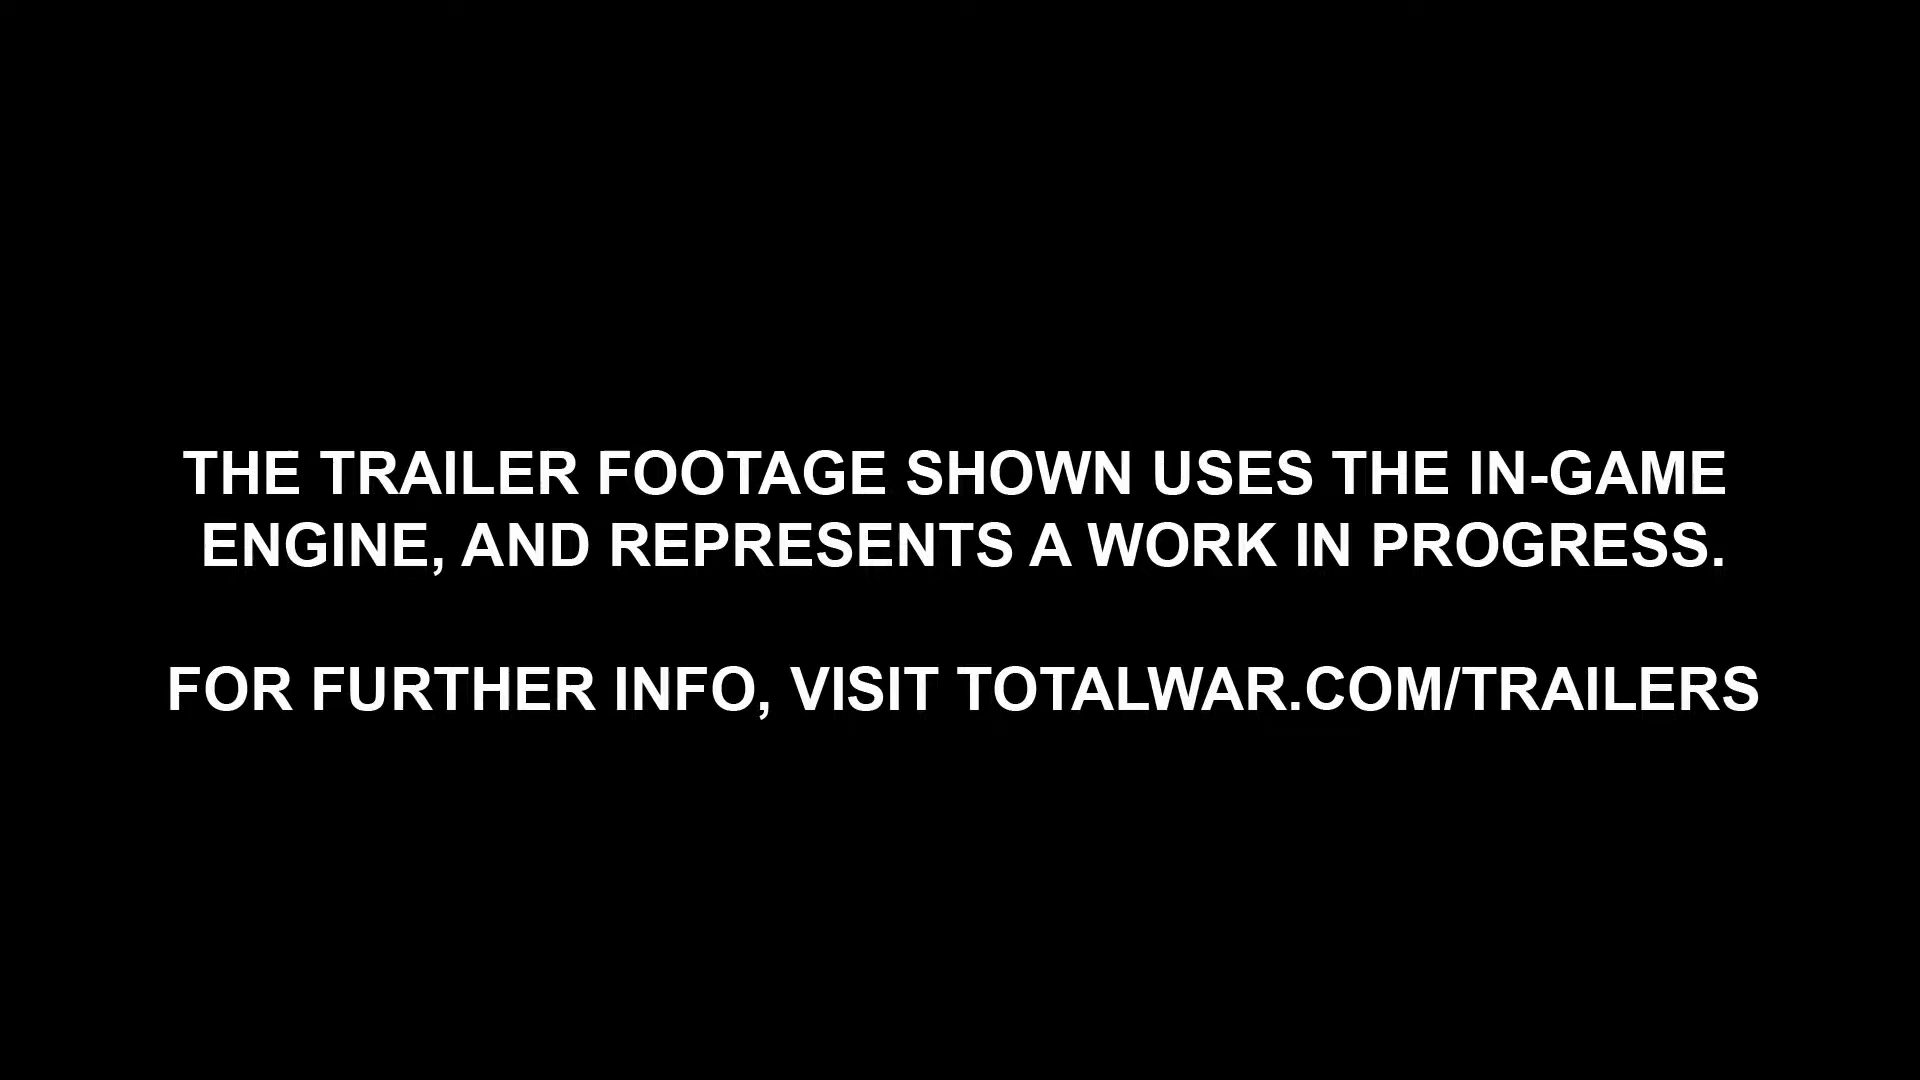 THE TRAILER FOOTAGE SHOWN USES THE IN-GAME
ENGINE, AND REPRESENTS A WORK IN PROGRESS.
FOR FURTHER INFO, VISIT TOTALWAR.COM/TRAILERS